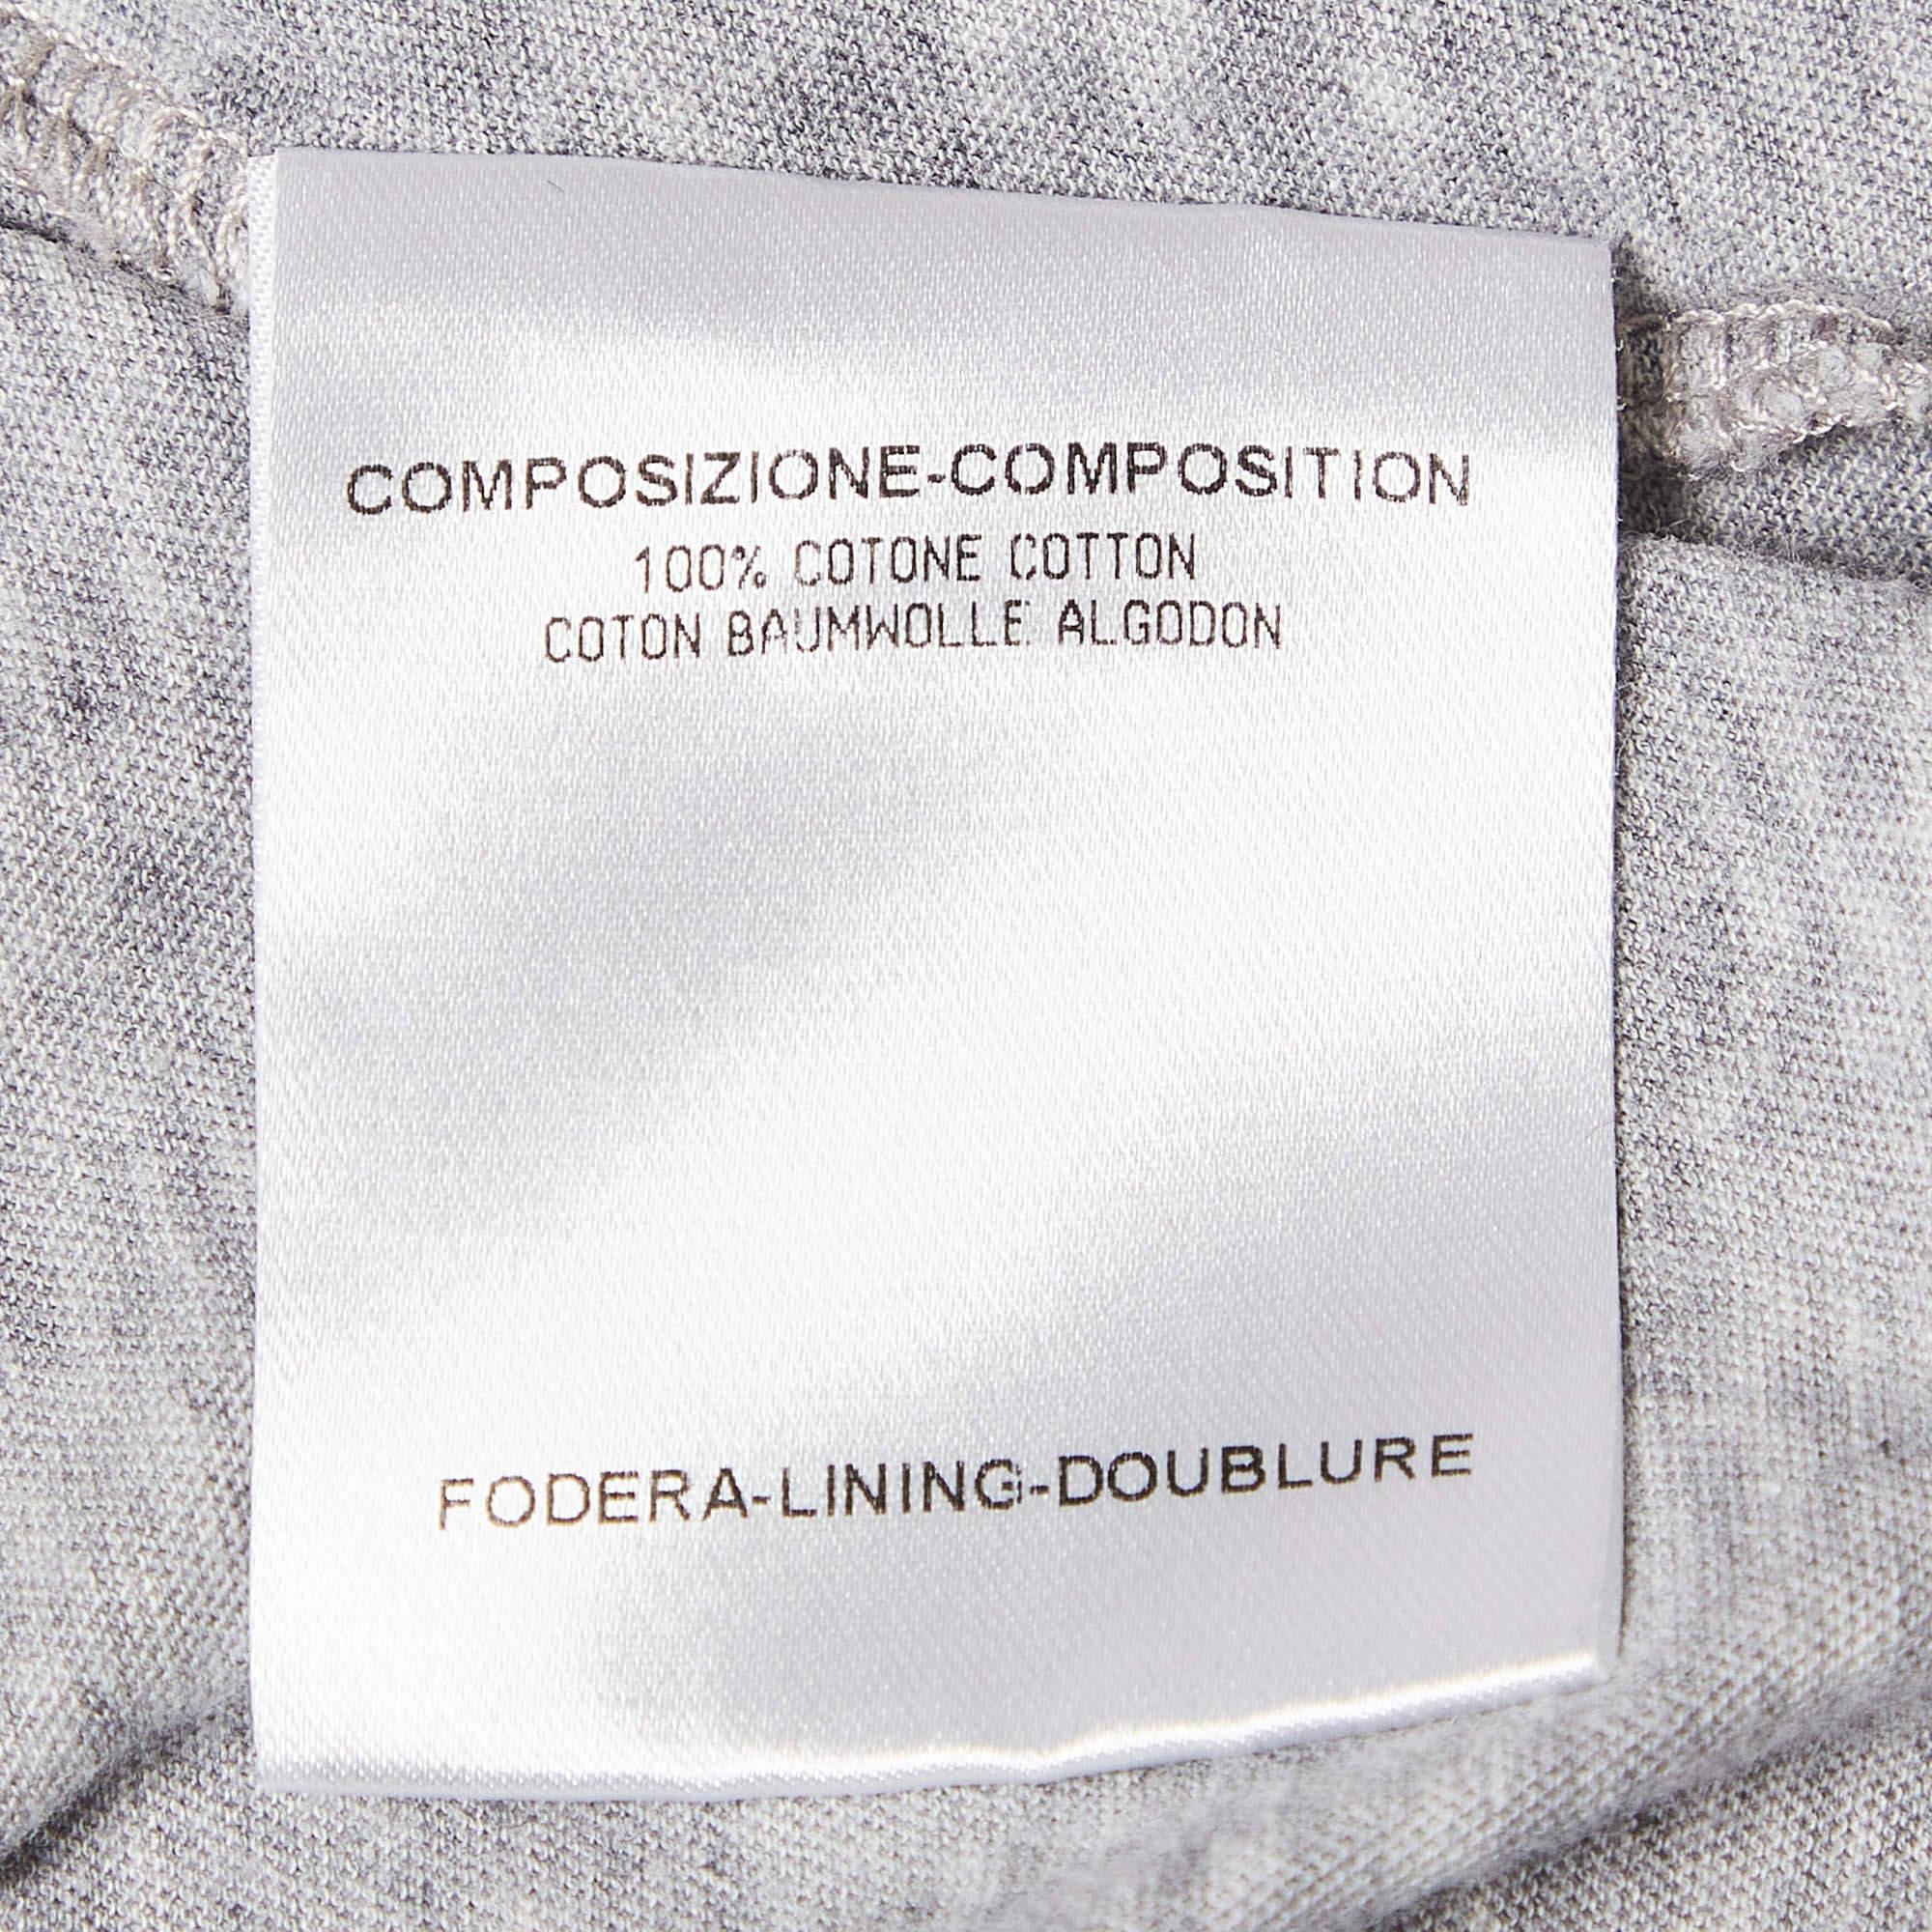 COMPOSIZIONE-COMPOSITION
100% COTONE COTTON
COTON BAUMWOLLE ALGODON
FODERA-LINING-DOUBLURE